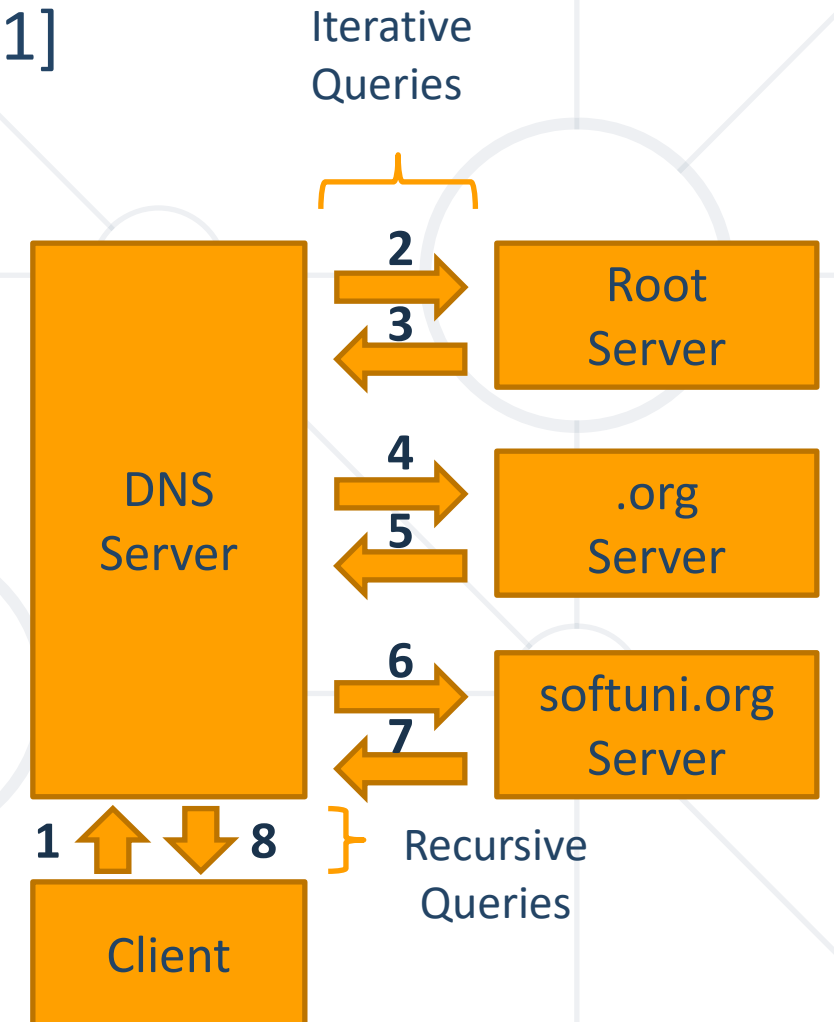 1]
Iterative
Queries
2
Root
Server
3
4
.org
Server
5
DNS
Server
6
softuni.org
Server
7
1
8
Recursive
Queries
Client